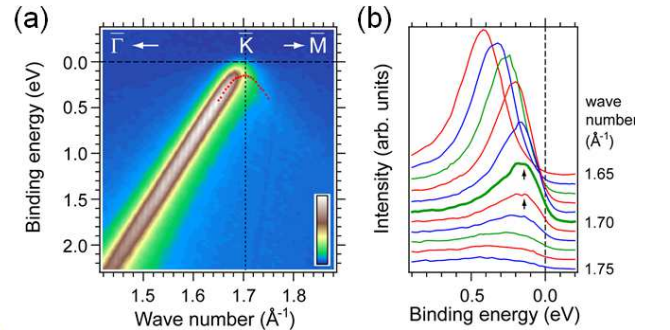 (a)
Γ̅ ← K̅ → M̅
0.0
0.5
1.0
1.5
2.0
Binding energy (eV)
1.5 1.6 1.7 1.8
Wave number (Å⁻¹)
(b)
Intensity (arb. units)
wave
number
(Å⁻¹)
1.65
1.70
1.75
0.5 0.0
Binding energy (eV)